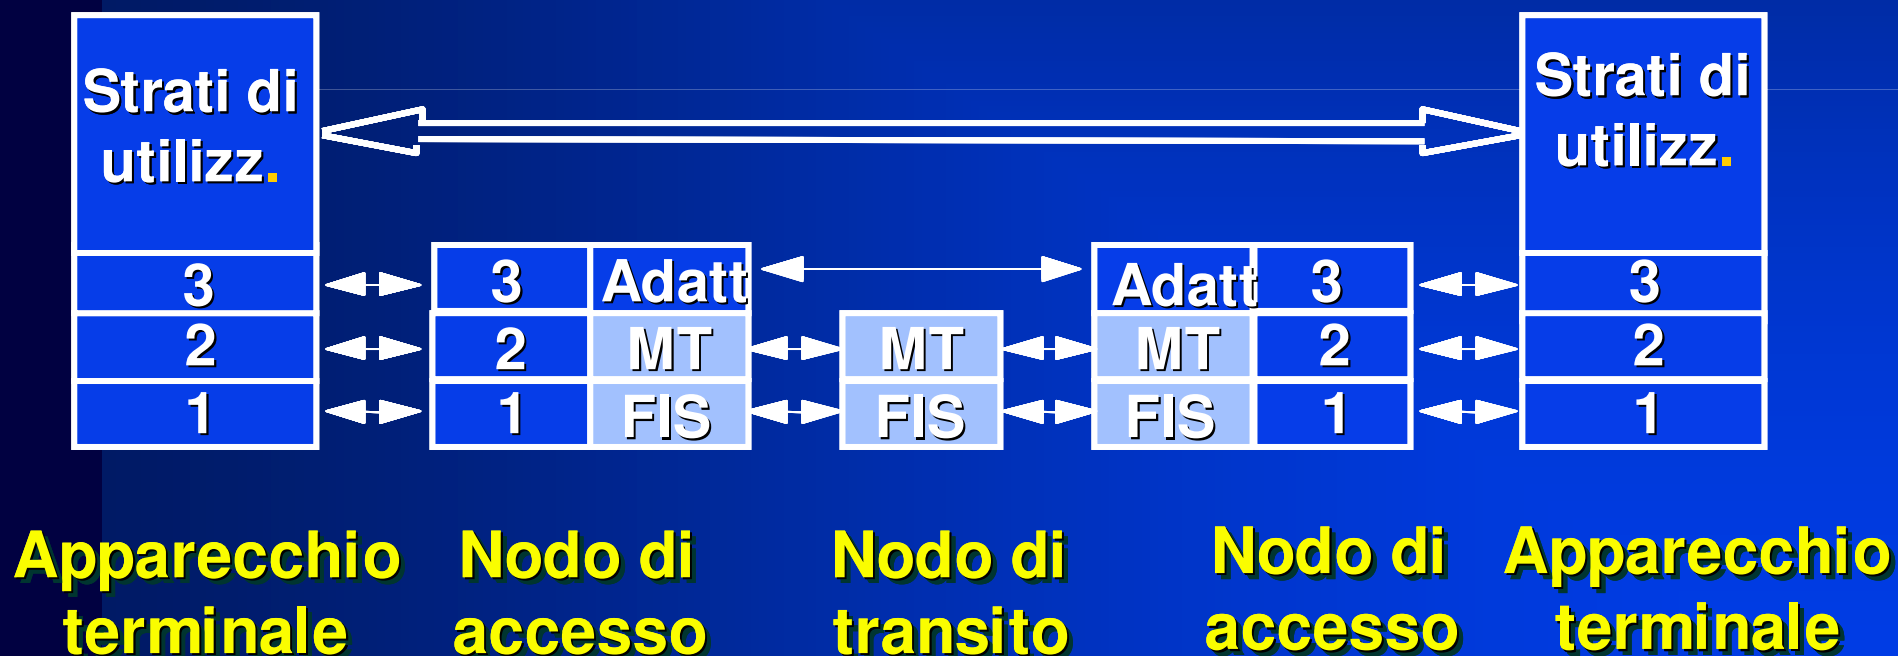 Strati di
utilizz.
Strati di
utilizz.
3
3
Adatt
Adatt
3
3
2
2
MT
MT
MT
2
2
1
1
FIS
FIS
FIS
1
1
Apparecchio
terminale
Nodo di
accesso
Nodo di
transito
Nodo di
accesso
Apparecchio
terminale